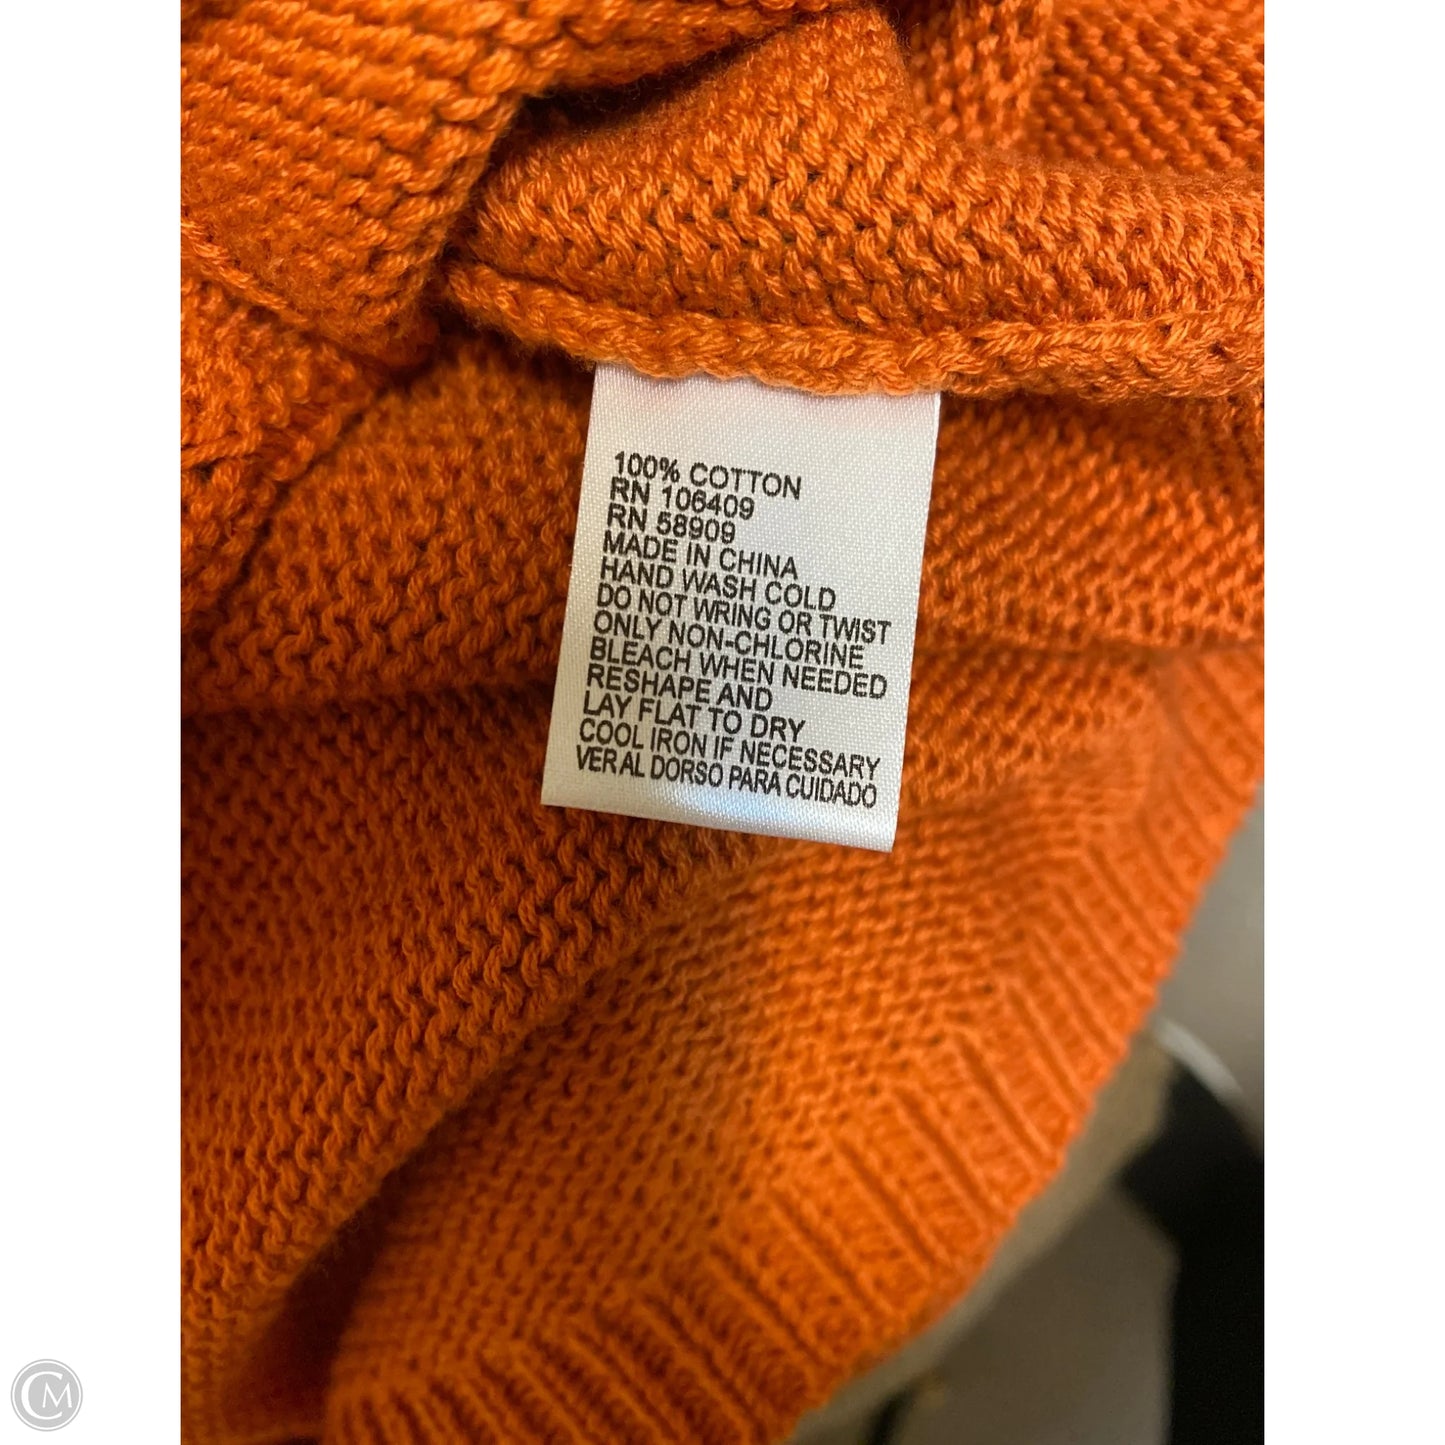 100% COTTON
RN 106409
RN 58909
MADE IN CHINA
HAND WASH COLD
DO NOT WRING OR TWIST
ONLY NON-CHLORINE
BLEACH WHEN NEEDED
RESHAPE AND
LAY FLAT TO DRY
COOL IRON IF NECESSARY
VER AL DORSO PARA CUIDADO
CM